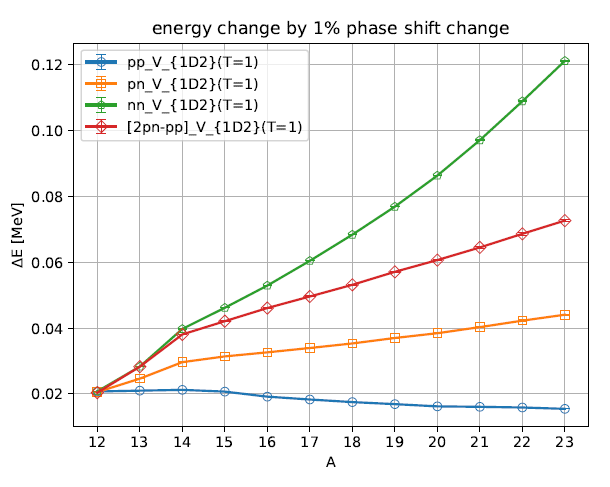 energy change by 1% phase shift change
pp_V_{1D2}(T=1)
pn_V_{1D2}(T=1)
nn_V_{1D2}(T=1)
[2pn-pp]_V_{1D2}(T=1)
ΔE [MeV]
0.12
0.10
0.08
0.06
0.04
0.02
12 13 14 15 16 17 18 19 20 21 22 23
A